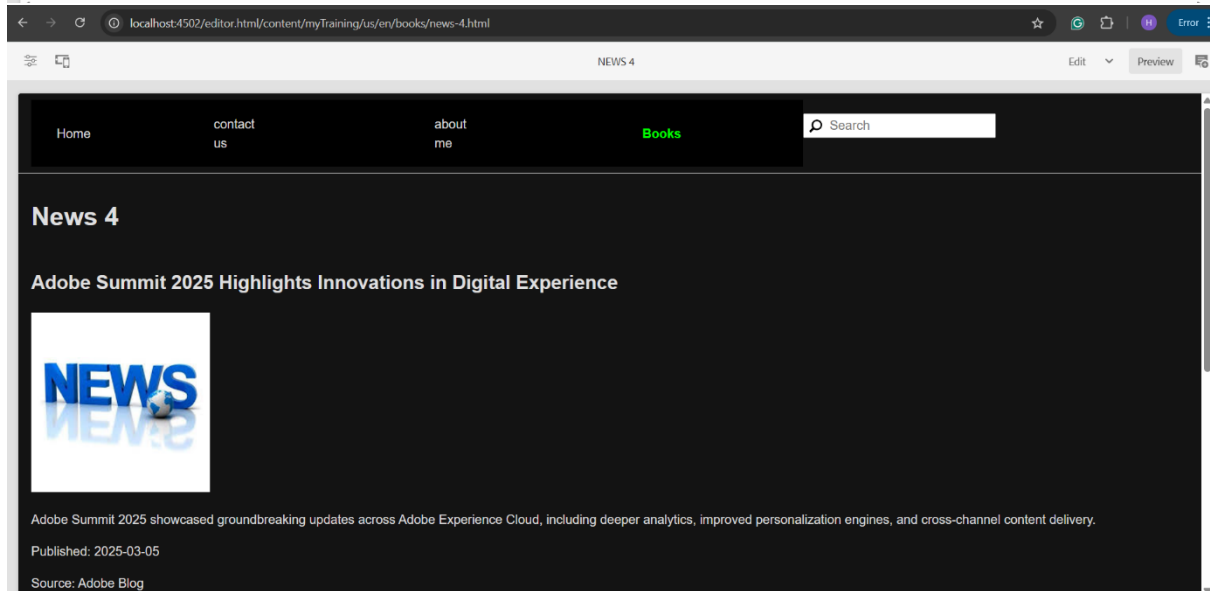 localhost:4502/editor.html/content/myTraining/us/en/books/news-4.html
H
Error
NEWS 4
Edit
Preview
Home
contact
us
about
me
Books
Search
News 4
Adobe Summit 2025 Highlights Innovations in Digital Experience
NEWS
Adobe Summit 2025 showcased groundbreaking updates across Adobe Experience Cloud, including deeper analytics, improved personalization engines, and cross-channel content delivery.
Published: 2025-03-05
Source: Adobe Blog